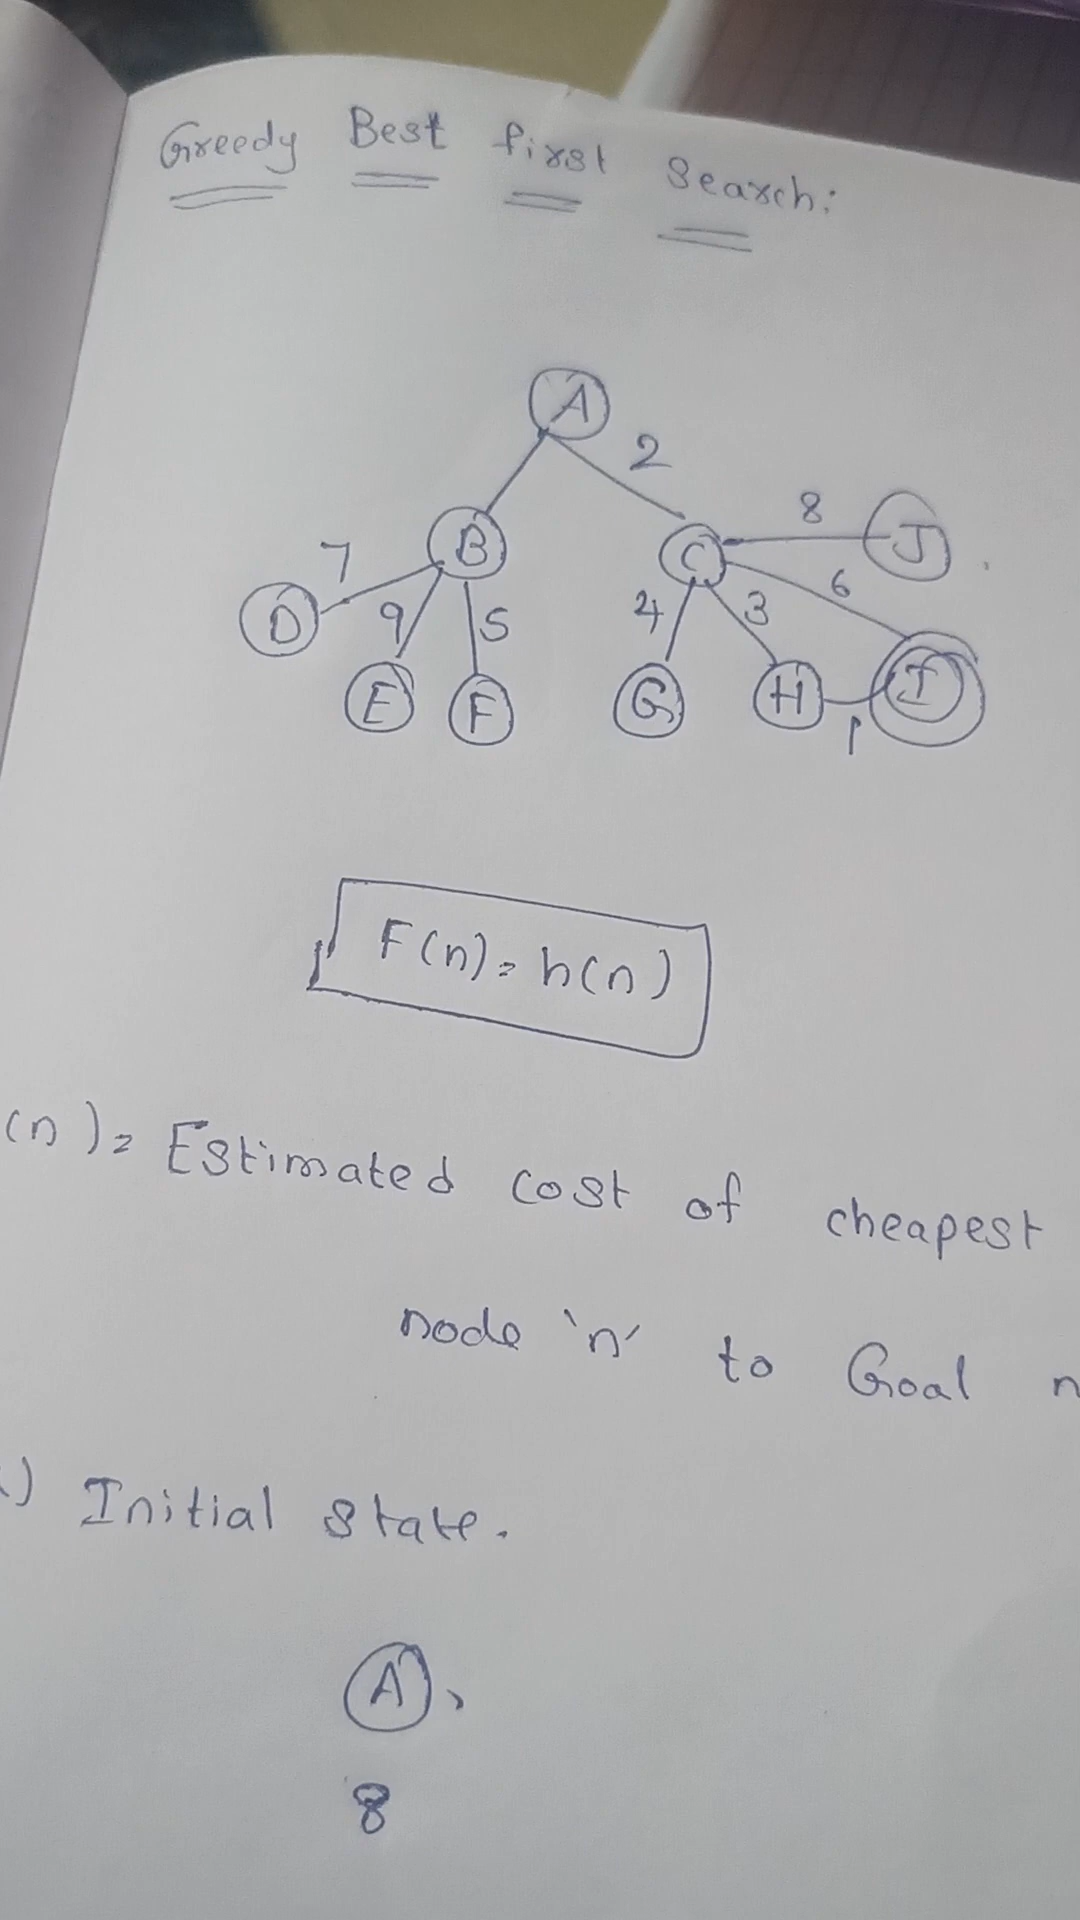 Greedy Best first Search:
A
2
B
C
8
J
7
D
9
5
4
3
6
E
F
G
H
1
I
F(n) = h(n)
(n) = Estimated cost of cheapest
node 'n' to Goal n
) Initial state.
A
8